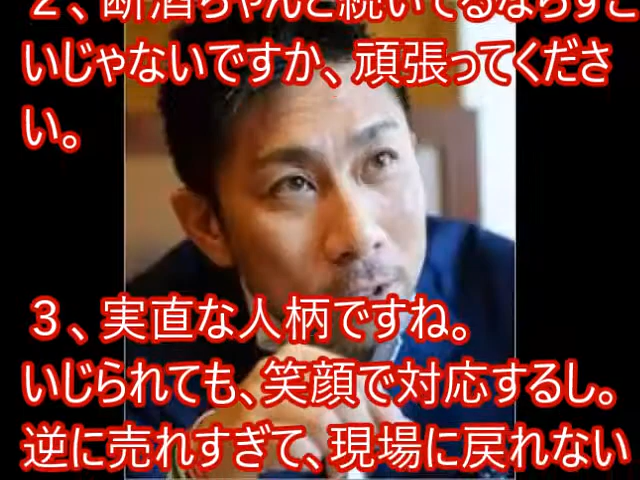 ２、断酒ちゃんと続いてるならすご
いじゃないですか、頑張ってくださ
い。
３、実直な人柄ですね。
いじられても、笑顔で対応するし。
逆に売れすぎて、現場に戻れない